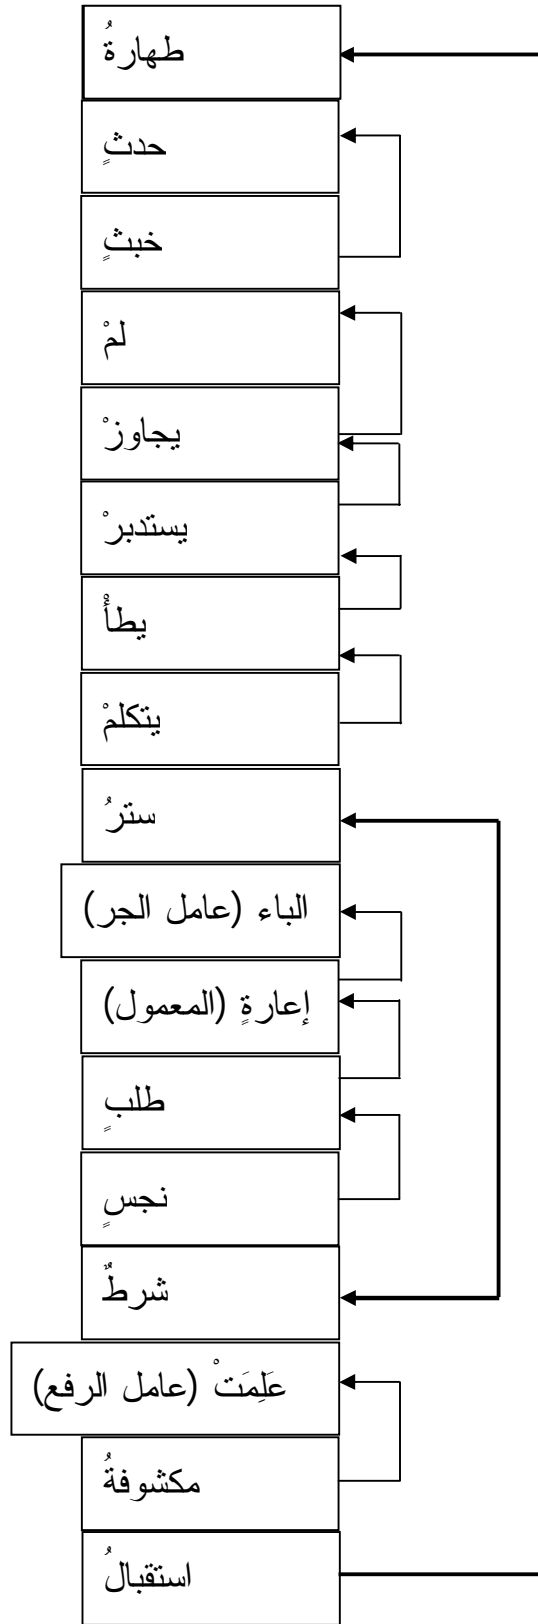 طهارةُ
حدثٍ
خبثٍ
لمْ
يجاوزْ
يستدبرْ
يطأْ
يتكلمْ
سترُ
الباء (عامل الجر)
إعارةٍ (المعمول)
طلبٍ
نجسٍ
شرطٌ
عَلِمَتْ (عامل الرفع)
مكشوفةُ
استقبالُ